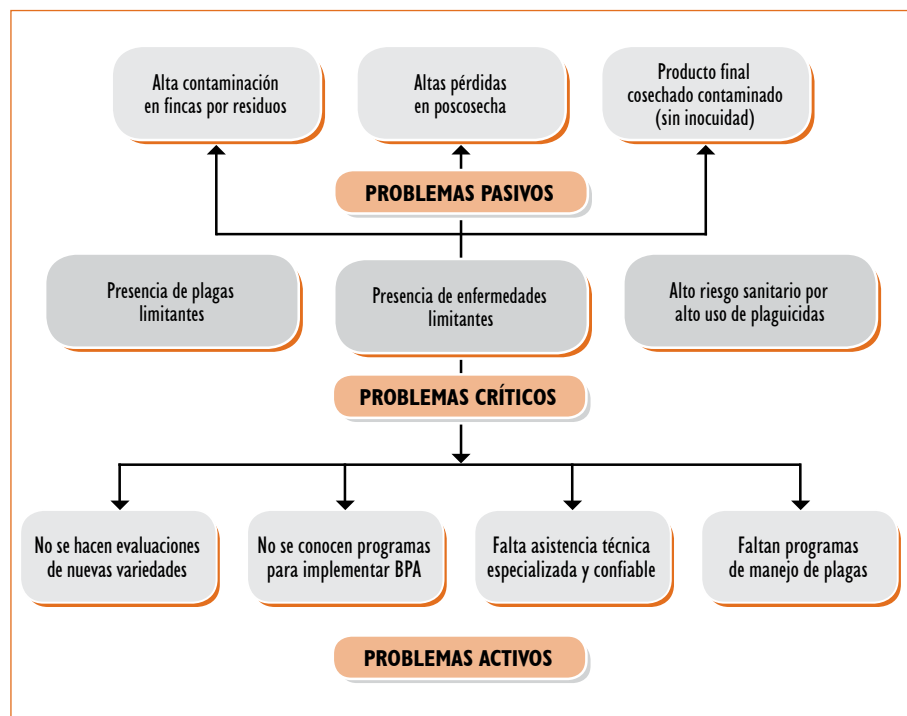 Alta contaminación
en fincas por residuos
Altas pérdidas
en poscosecha
Producto final
cosechado contaminado
(sin inocuidad)
PROBLEMAS PASIVOS
Presencia de plagas
limitantes
Presencia de enfermedades
limitantes
Alto riesgo sanitario por
alto uso de plaguicidas
PROBLEMAS CRÍTICOS
No se hacen evaluaciones
de nuevas variedades
No se conocen programas
para implementar BPA
Falta asistencia técnica
especializada y confiable
Faltan programas
de manejo de plagas
PROBLEMAS ACTIVOS